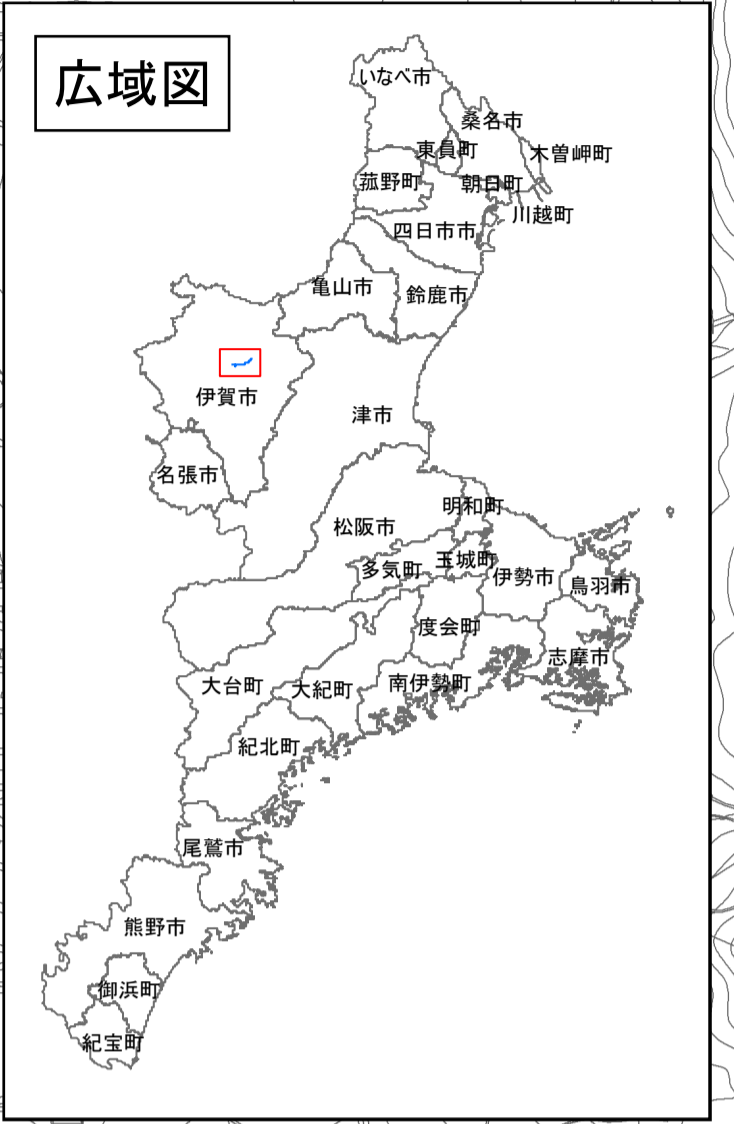 広域図
いなべ市
桑名市
東員町
木曽岬町
菰野町
朝日町
川越町
四日市市
亀山市
鈴鹿市
伊賀市
津市
名張市
明和町
松阪市
玉城町
多気町
伊勢市
鳥羽市
度会町
志摩市
大台町
大紀町
南伊勢町
紀北町
尾鷲市
熊野市
御浜町
紀宝町